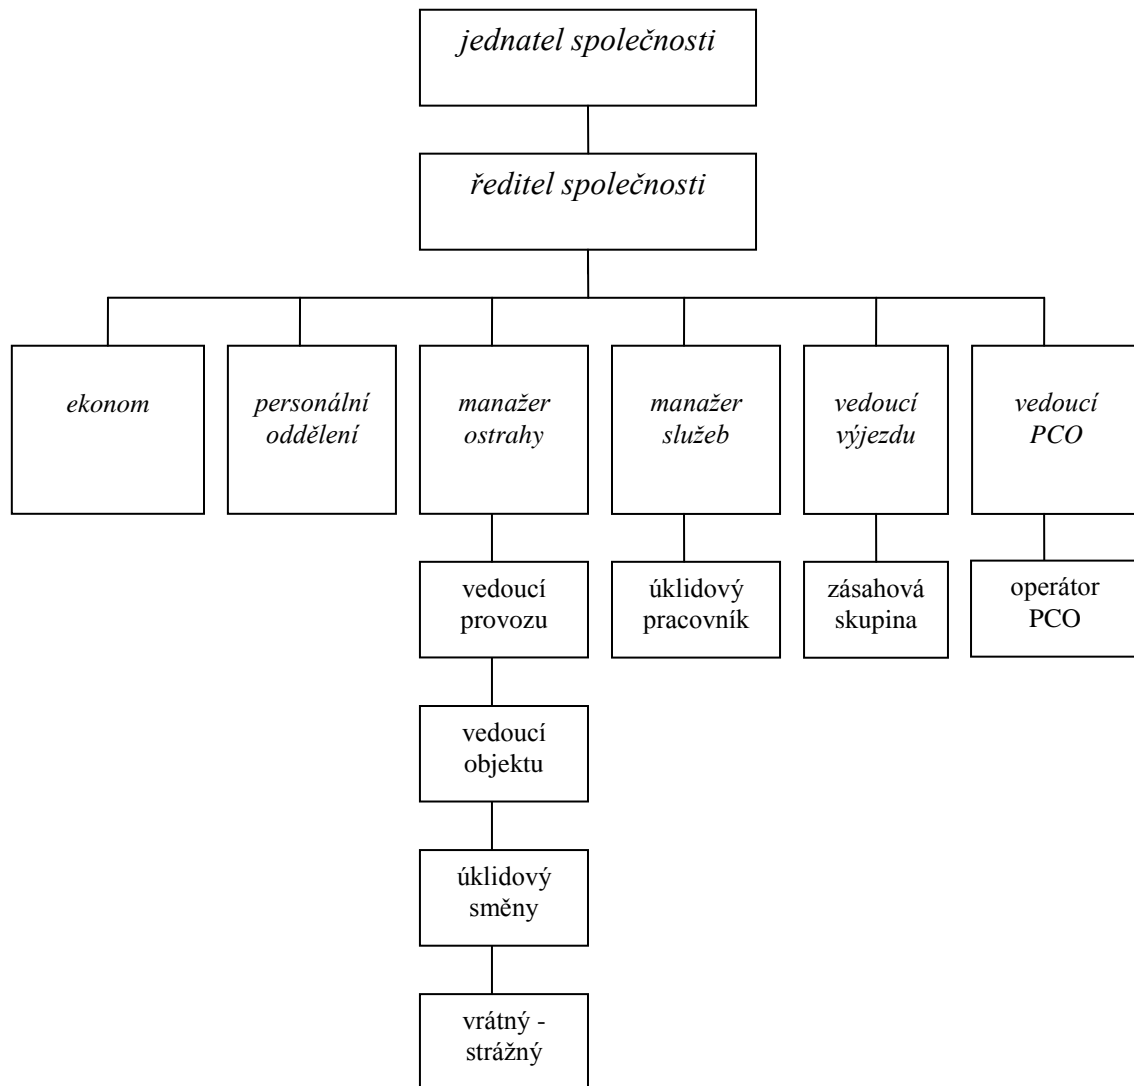 jednatel společnosti
ředitel společnosti
ekonom
personální
oddělení
manažer
ostrahy
manažer
služeb
vedoucí
výjezdu
vedoucí
PCO
vedoucí
provozu
úklidový
pracovník
zásahová
skupina
operátor
PCO
vedoucí
objektu
úklidový
směny
vrátný -
strážný